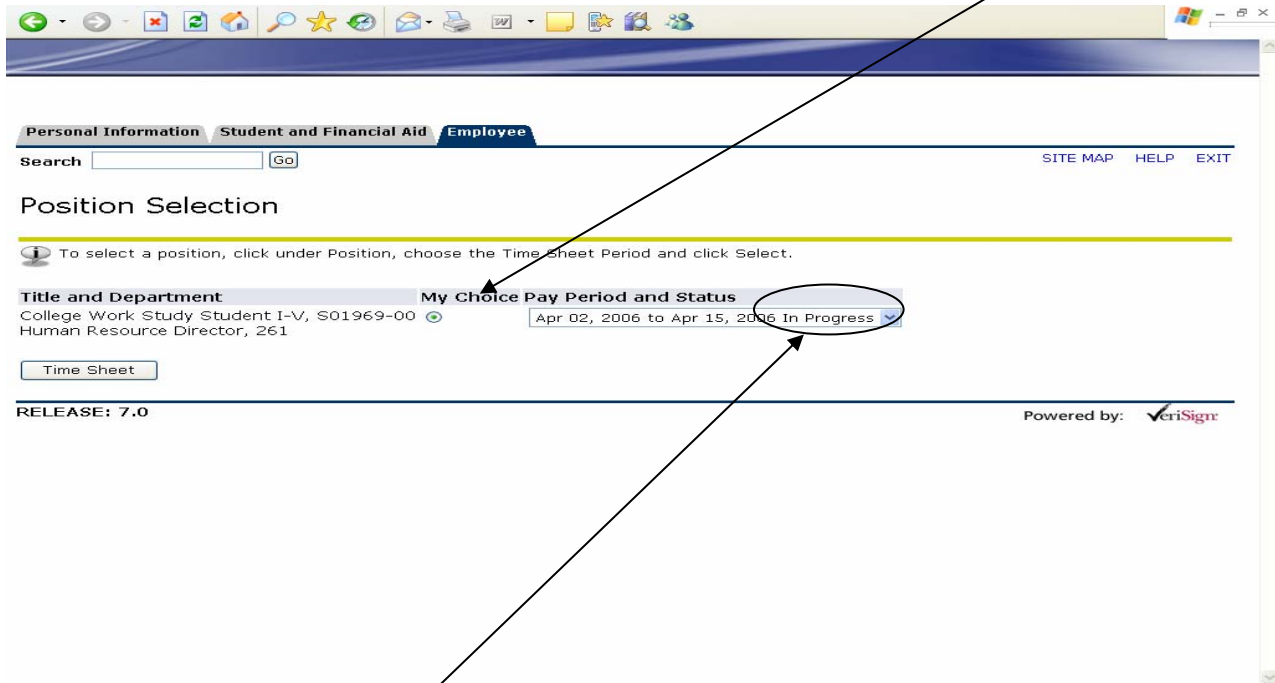 Personal Information Student and Financial Aid Employee
Search Go SITE MAP HELP EXIT
Position Selection
To select a position, click under Position, choose the Time Sheet Period and click Select.
Title and Department My Choice Pay Period and Status
College Work Study Student I-V, S01969-00 Apr 02, 2006 to Apr 15, 2006 In Progress
Human Resource Director, 261
Time Sheet
RELEASE: 7.0 Powered by: VeriSign